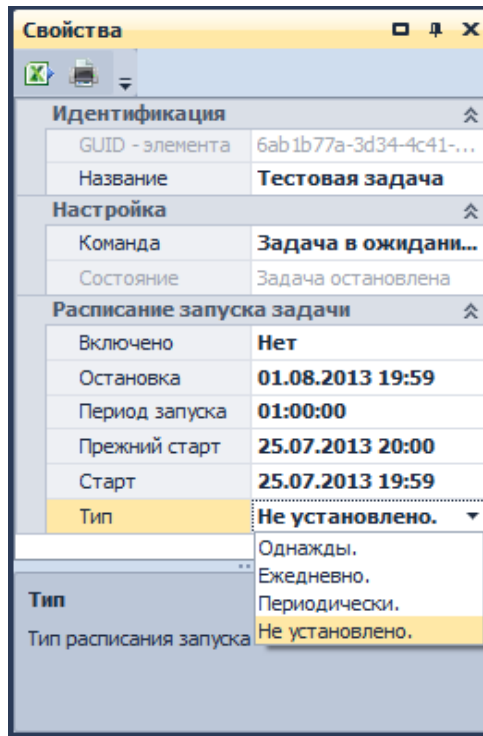 Свойства
Идентификация
GUID - элемента 6ab1b77a-3d34-4c41-...
Название Тестовая задача
Настройка
Команда Задача в ожидани...
Состояние Задача остановлена
Расписание запуска задачи
Включено Нет
Остановка 01.08.2013 19:59
Период запуска 01:00:00
Прежний старт 25.07.2013 20:00
Старт 25.07.2013 19:59
Тип Не установлено.
Однажды.
Ежедневно.
Периодически.
Не установлено.
Тип
Тип расписания запуска